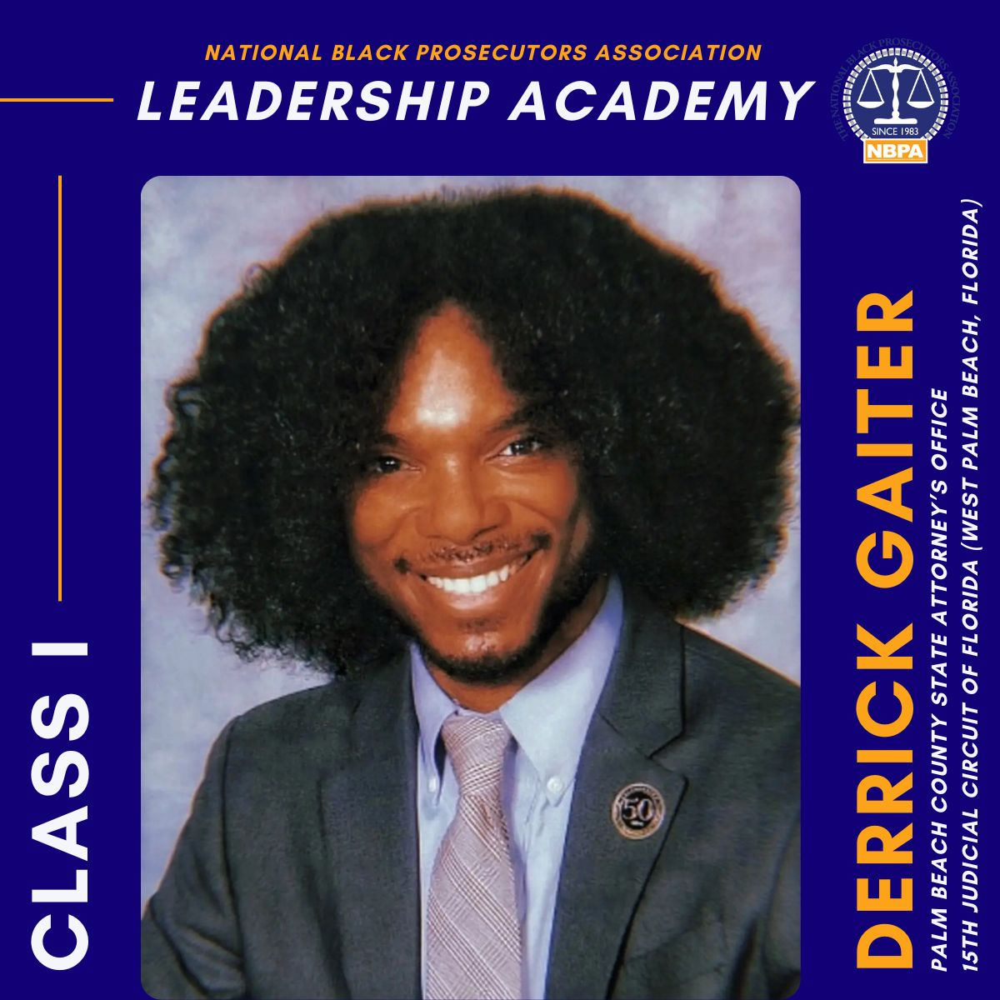 NATIONAL BLACK PROSECUTORS ASSOCIATION
LEADERSHIP ACADEMY
THE NATIONAL BLACK PROSECUTORS ASSOCIATION
SINCE 1983
NBPA
CLASS I
50
DERRICK GAITER
PALM BEACH COUNTY STATE ATTORNEY'S OFFICE
15TH JUDICIAL CIRCUIT OF FLORIDA (WEST PALM BEACH, FLORIDA)